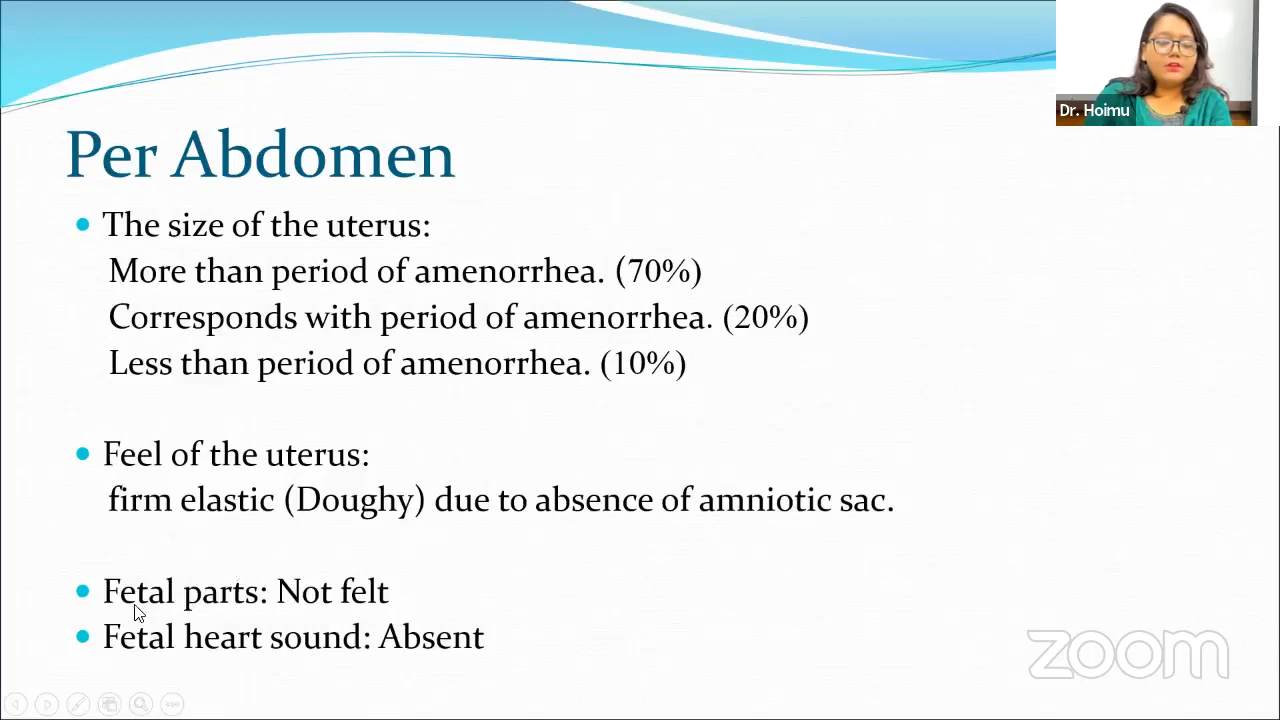 Dr. Hoimu
Per Abdomen
The size of the uterus:
More than period of amenorrhea. (70%)
Corresponds with period of amenorrhea. (20%)
Less than period of amenorrhea. (10%)
Feel of the uterus:
firm elastic (Doughy) due to absence of amniotic sac.
Fetal parts: Not felt
Fetal heart sound: Absent
zoom